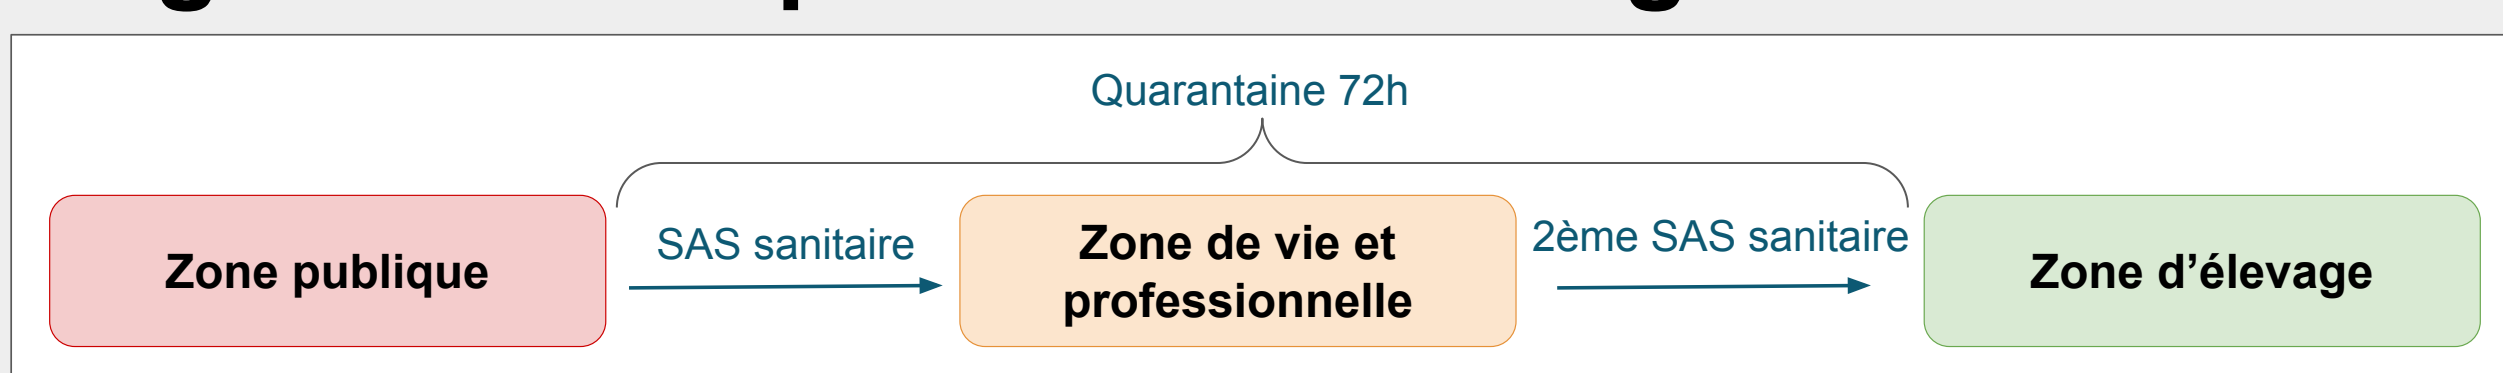 Quarantaine 72h
Zone publique
SAS sanitaire
Zone de vie et
professionnelle
2ème SAS sanitaire
Zone d’élevage